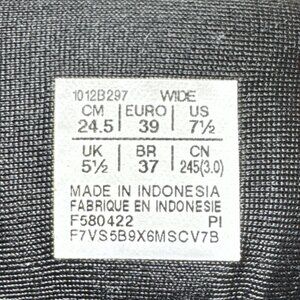 1012B297 WIDE
CM EURO US
24.5 39 7½
UK BR CN
5½ 37 245(3.0)
MADE IN INDONESIA
FABRIQUE EN INDONÉSIE
F580422 PI
F7VS5B9X6MSCV7B